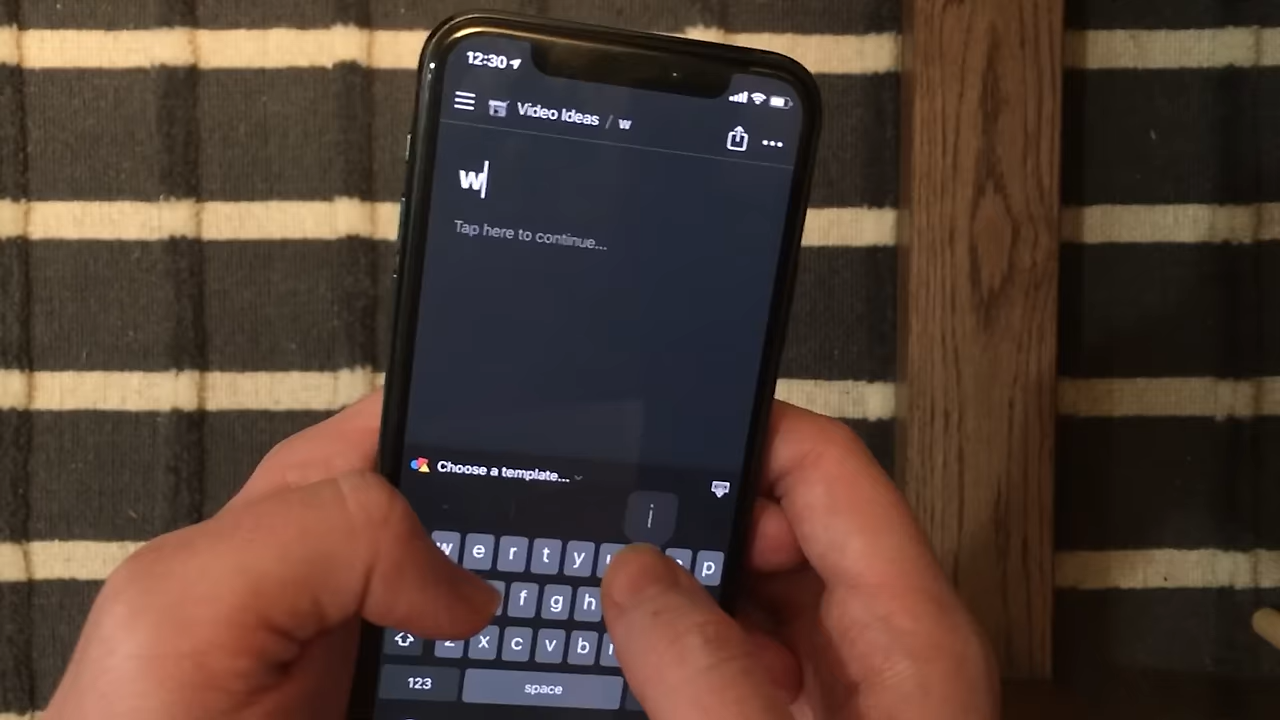 12:30
Video Ideas / w
w
Tap here to continue...
Choose a template...
i
w e r t y u p
f g h
z x c v b
123 space